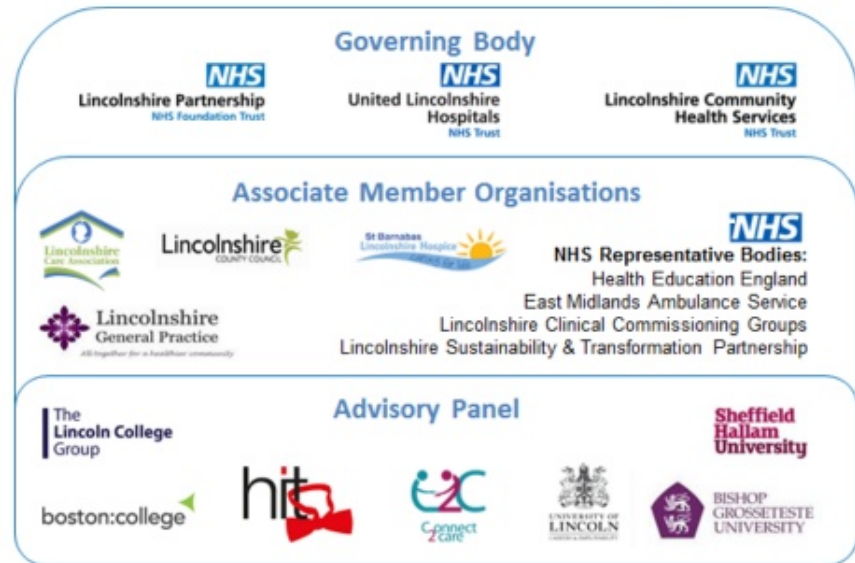 Governing Body
NHS
Lincolnshire Partnership
NHS Foundation Trust
NHS
United Lincolnshire
Hospitals
NHS Trust
NHS
Lincolnshire Community
Health Services
NHS Trust
Associate Member Organisations
Lincolnshire
Care Association
Lincolnshire
COUNTY COUNCIL
St Barnabas
Lincolnshire Hospice
NHS
NHS Representative Bodies:
Health Education England
East Midlands Ambulance Service
Lincolnshire Clinical Commissioning Groups
Lincolnshire Sustainability & Transformation Partnership
Lincolnshire
General Practice
All together for a healthier community
Advisory Panel
The
Lincoln College
Group
Sheffield
Hallam
University
boston:college
hit
C2C
Connect
2care
UNIVERSITY OF
LINCOLN
BISHOP
GROSSETESTE
UNIVERSITY